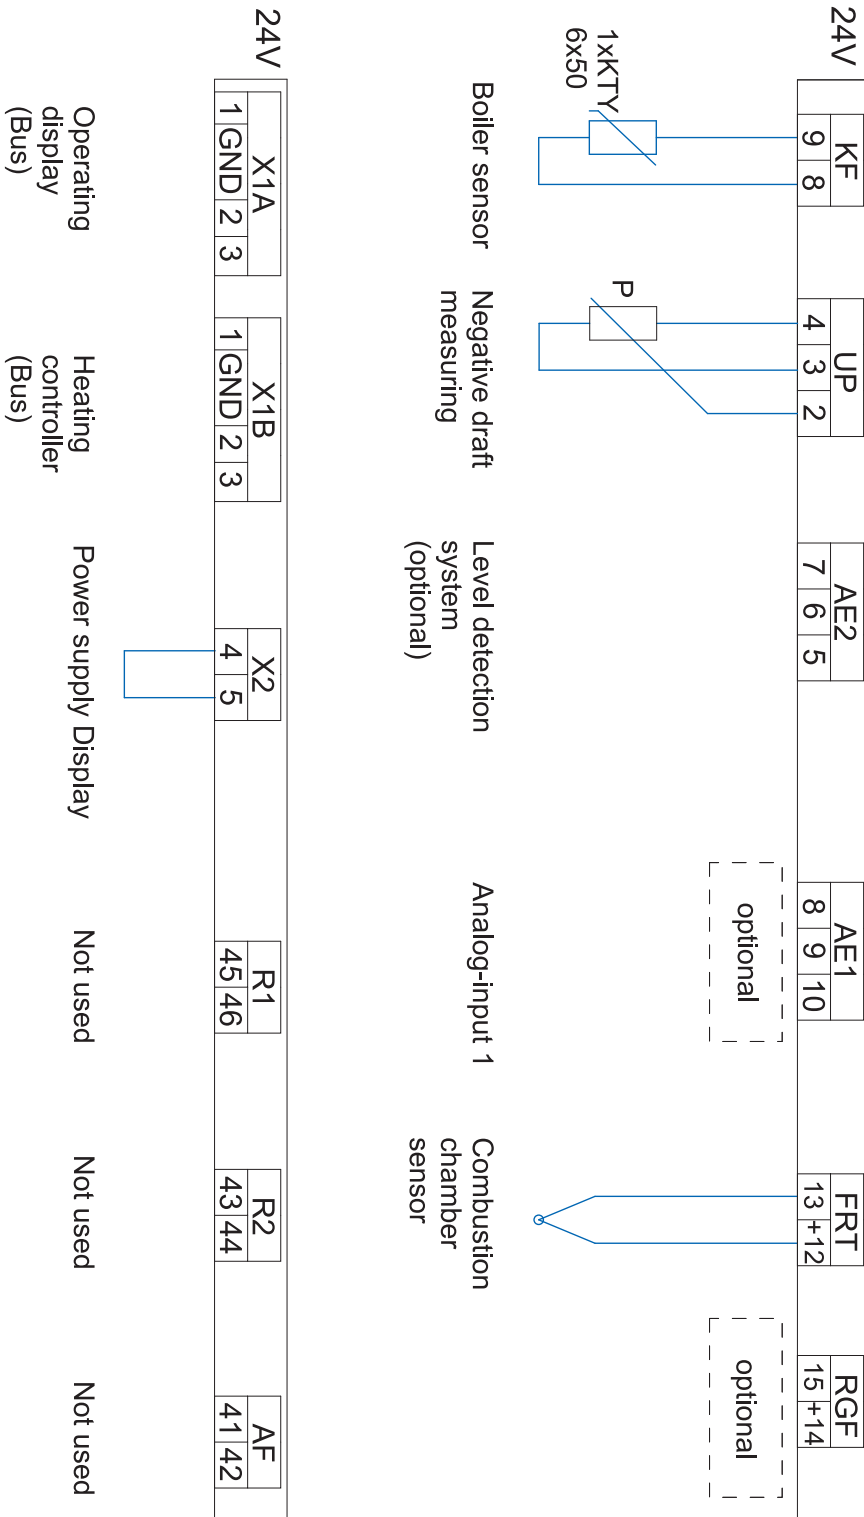 24V
KF
9 8
1xKTY
6x50
Boiler sensor
UP
4 3 2
P
Negative draft
measuring
AE2
7 6 5
Level detection
system
(optional)
AE1
8 9 10
optional
Analog-input 1
FRT
13 +12
Combustion
chamber
sensor
RGF
15 +14
optional
24V
X1A
1 GND 2 3
Operating
display
(Bus)
X1B
1 GND 2 3
Heating
controller
(Bus)
X2
4 5
Power supply Display
R1
45 46
Not used
R2
43 44
Not used
AF
41 42
Not used